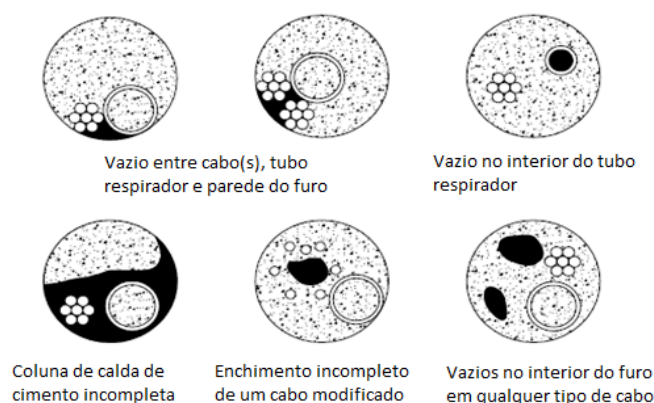 Vazio entre cabo(s), tubo
respirador e parede do furo
Vazio no interior do tubo
respirador
Coluna de calda de
cimento incompleta
Enchimento incompleto
de um cabo modificado
Vazios no interior do furo
em qualquer tipo de cabo